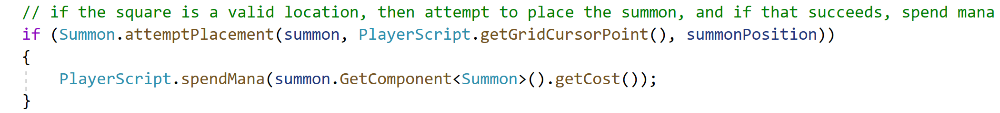 // if the square is a valid location, then attempt to place the summon, and if that succeeds, spend mana
if (Summon.attemptPlacement(summon, PlayerScript.getGridCursorPoint(), summonPosition))
{
    PlayerScript.spendMana(summon.GetComponent<Summon>().getCost());
}